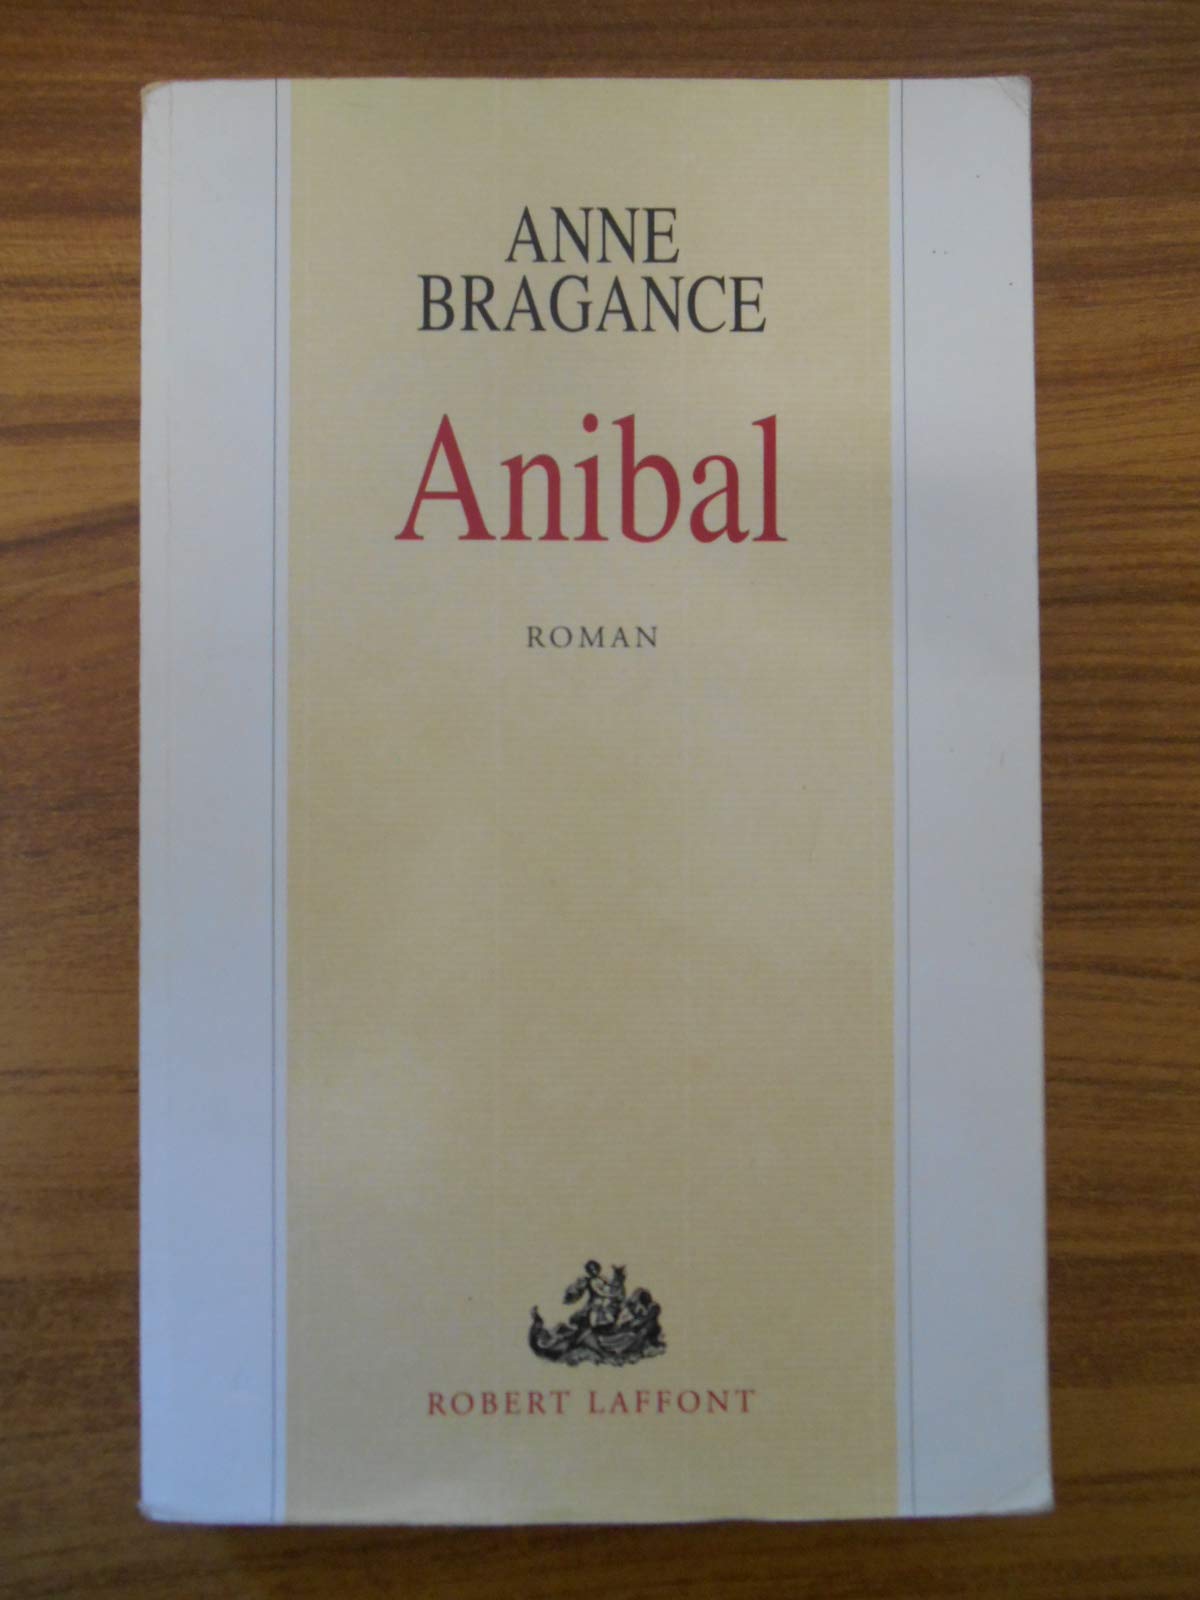 ANNE
BRAGANCE
Anibal
ROMAN
ROBERT LAFFONT